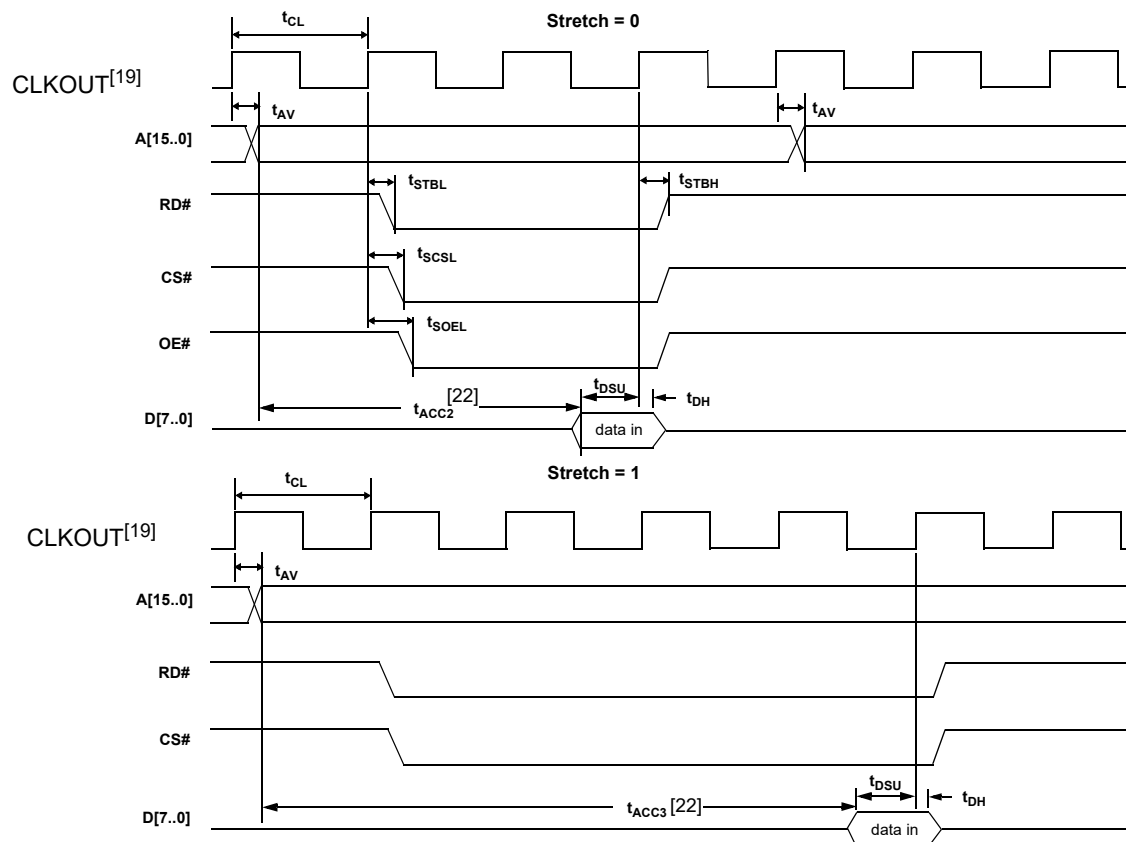 Stretch = 0
tCL
CLKOUT[19]
tAV
tAV
A[15..0]
tSTBL
tSTBH
RD#
tSCSL
CS#
tSOEL
OE#
tDSU
tDH
tACC2 [22]
D[7..0]
data in
Stretch = 1
tCL
CLKOUT[19]
tAV
A[15..0]
RD#
CS#
tDSU
tDH
tACC3 [22]
D[7..0]
data in